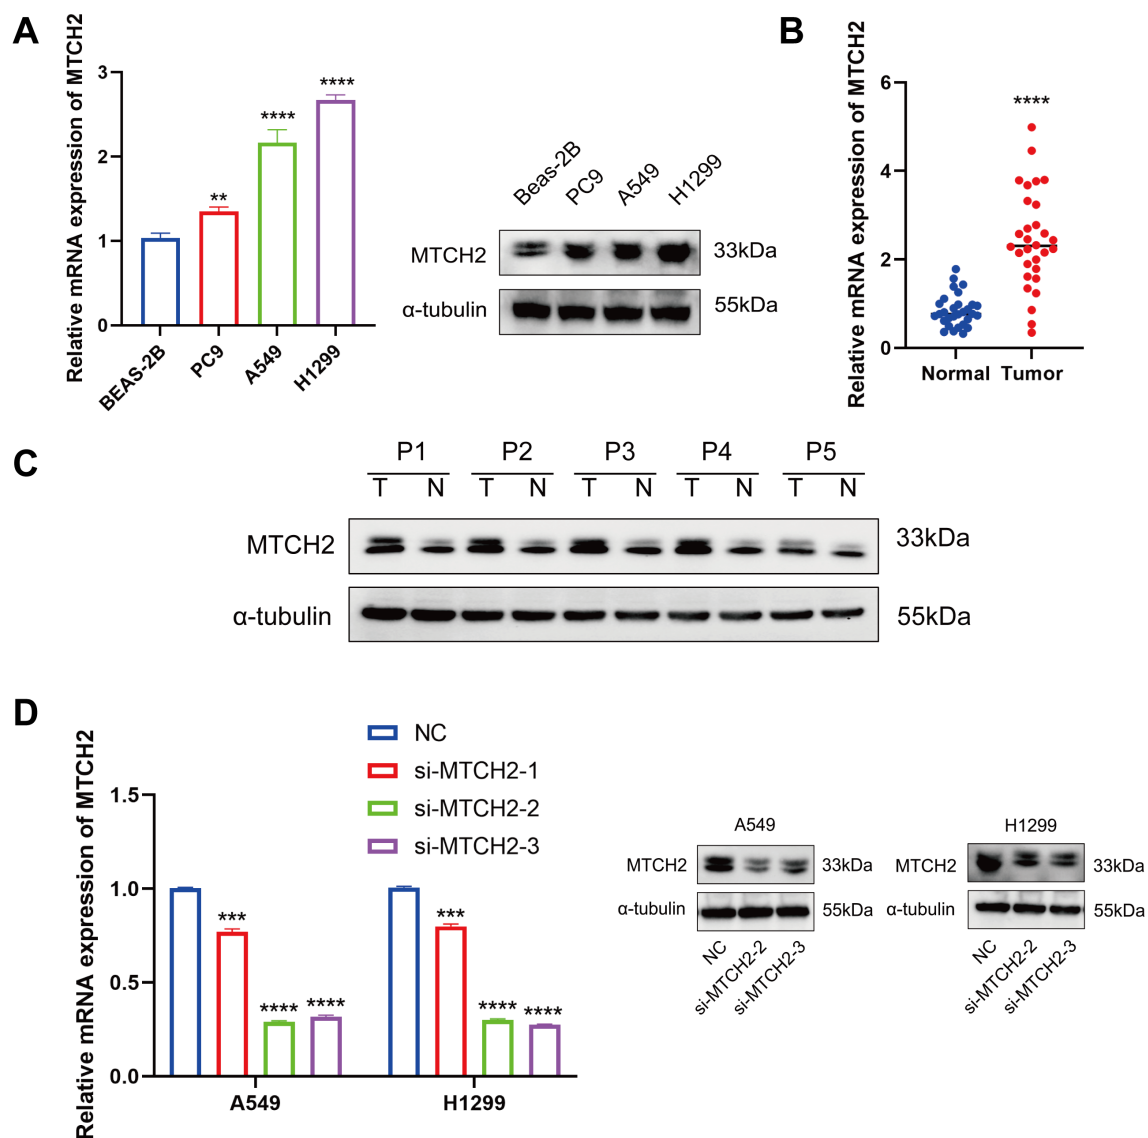 A
Relative mRNA expression of MTCH2
3
2
1
0
**
****
****
BEAS-2B
PC9
A549
H1299
Beas-2B
PC9
A549
H1299
MTCH2
33kDa
α-tubulin
55kDa
B
Relative mRNA expression of MTCH2
6
4
2
0
****
Normal
Tumor
C
P1 P2 P3 P4 P5
T N T N T N T N T N
MTCH2
33kDa
α-tubulin
55kDa
D
Relative mRNA expression of MTCH2
NC
si-MTCH2-1
si-MTCH2-2
si-MTCH2-3
1.5
1.0
0.5
0.0
***
****
****
***
****
****
A549
H1299
A549
MTCH2
33kDa
α-tubulin
55kDa
NC
si-MTCH2-2
si-MTCH2-3
H1299
MTCH2
33kDa
α-tubulin
55kDa
NC
si-MTCH2-2
si-MTCH2-3